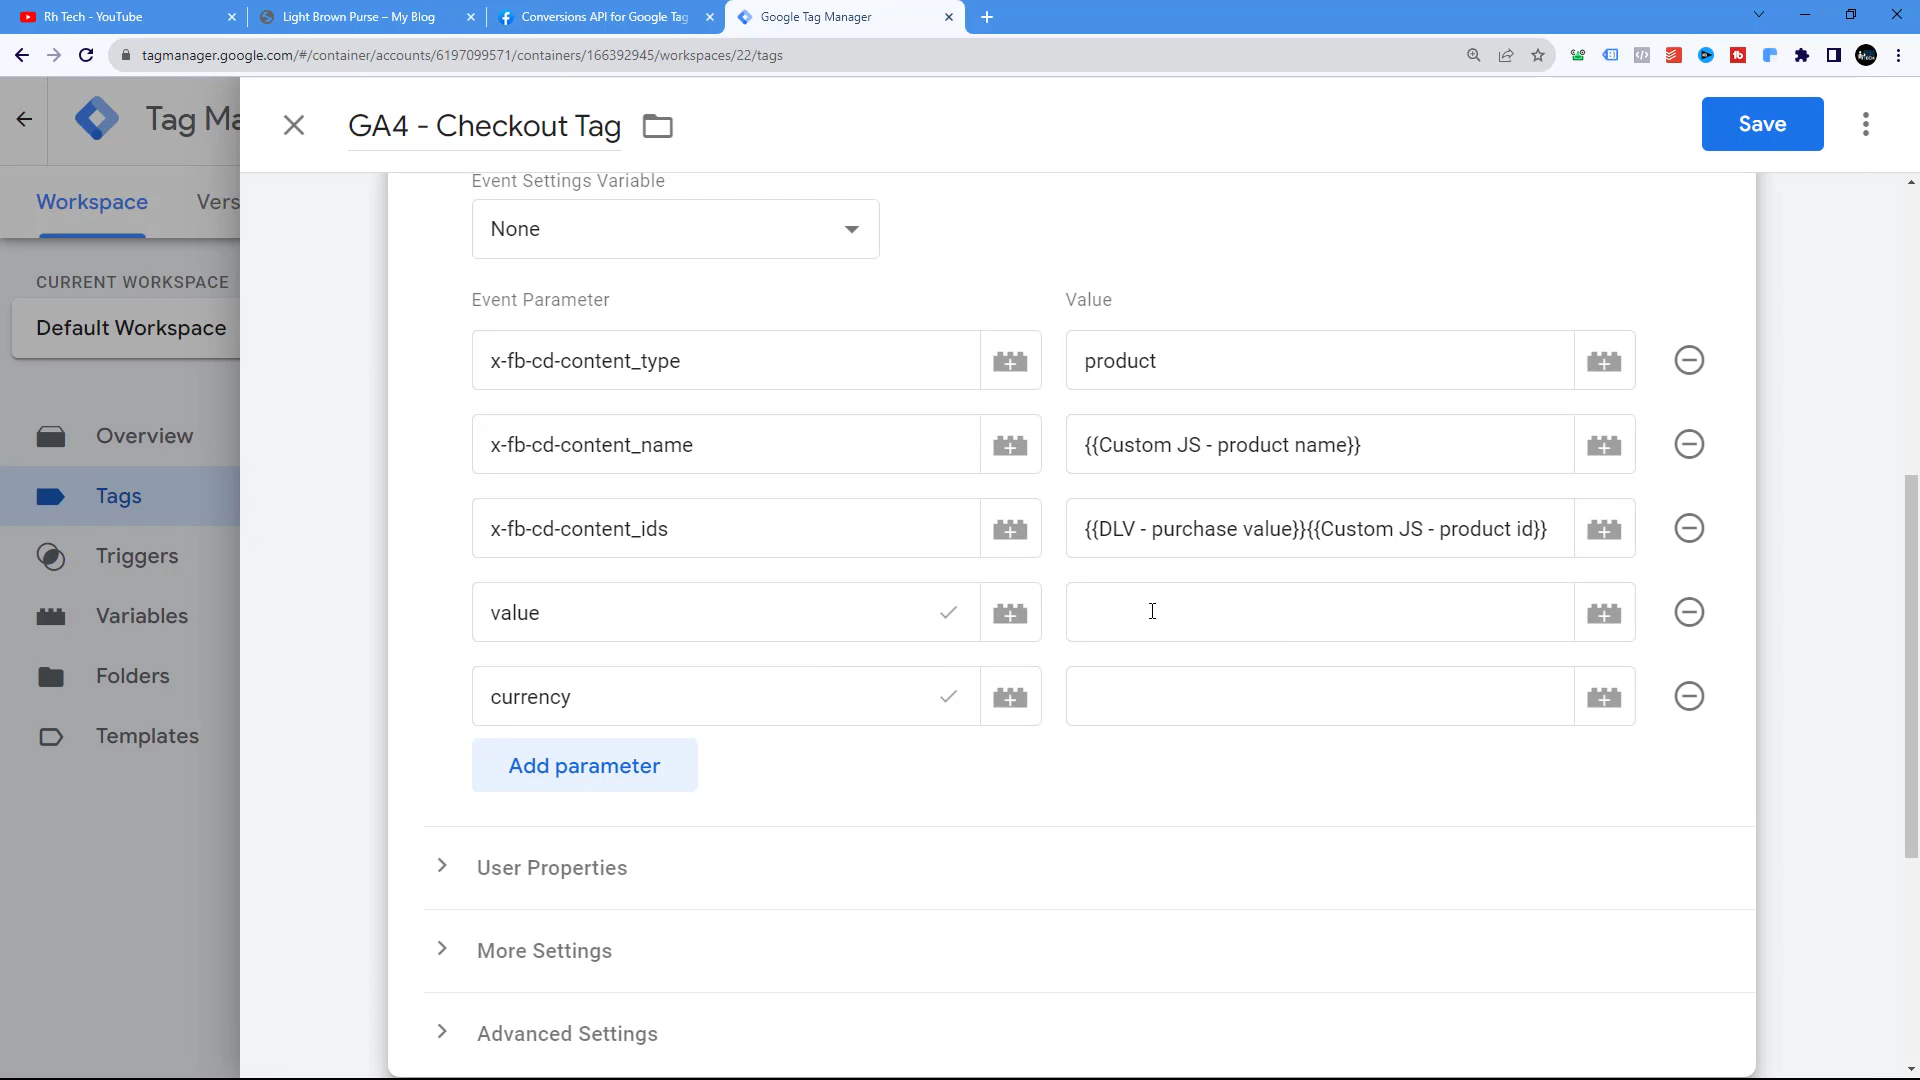 Rh Tech - YouTube
Light Brown Purse – My Blog
Conversions API for Google Tag
Google Tag Manager
tagmanager.google.com/#/container/accounts/6197099571/containers/166392945/workspaces/22/tags
Tag Ma
GA4 - Checkout Tag
Save
Workspace
Vers
CURRENT WORKSPACE
Default Workspace
Overview
Tags
Triggers
Variables
Folders
Templates
Event Settings Variable
None
Event Parameter
Value
x-fb-cd-content_type
product
x-fb-cd-content_name
{{Custom JS - product name}}
x-fb-cd-content_ids
{{DLV - purchase value}}{{Custom JS - product id}}
value
currency
Add parameter
User Properties
More Settings
Advanced Settings